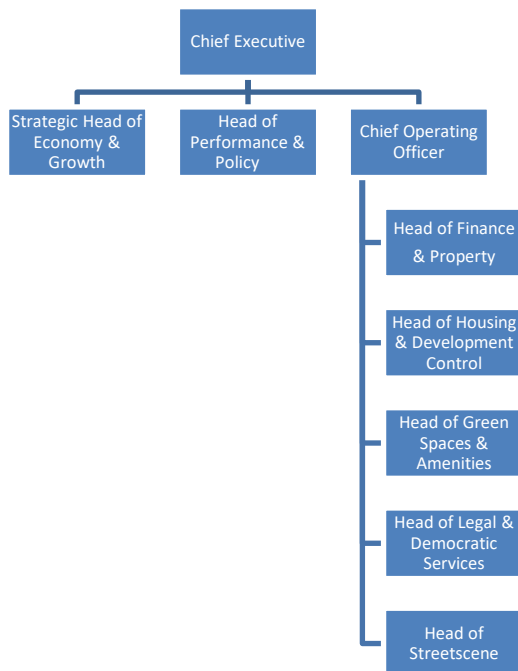 Chief Executive
Strategic Head of
Economy &
Growth
Head of
Performance &
Policy
Chief Operating
Officer
Head of Finance
& Property
Head of Housing
& Development
Control
Head of Green
Spaces &
Amenities
Head of Legal &
Democratic
Services
Head of
Streetscene